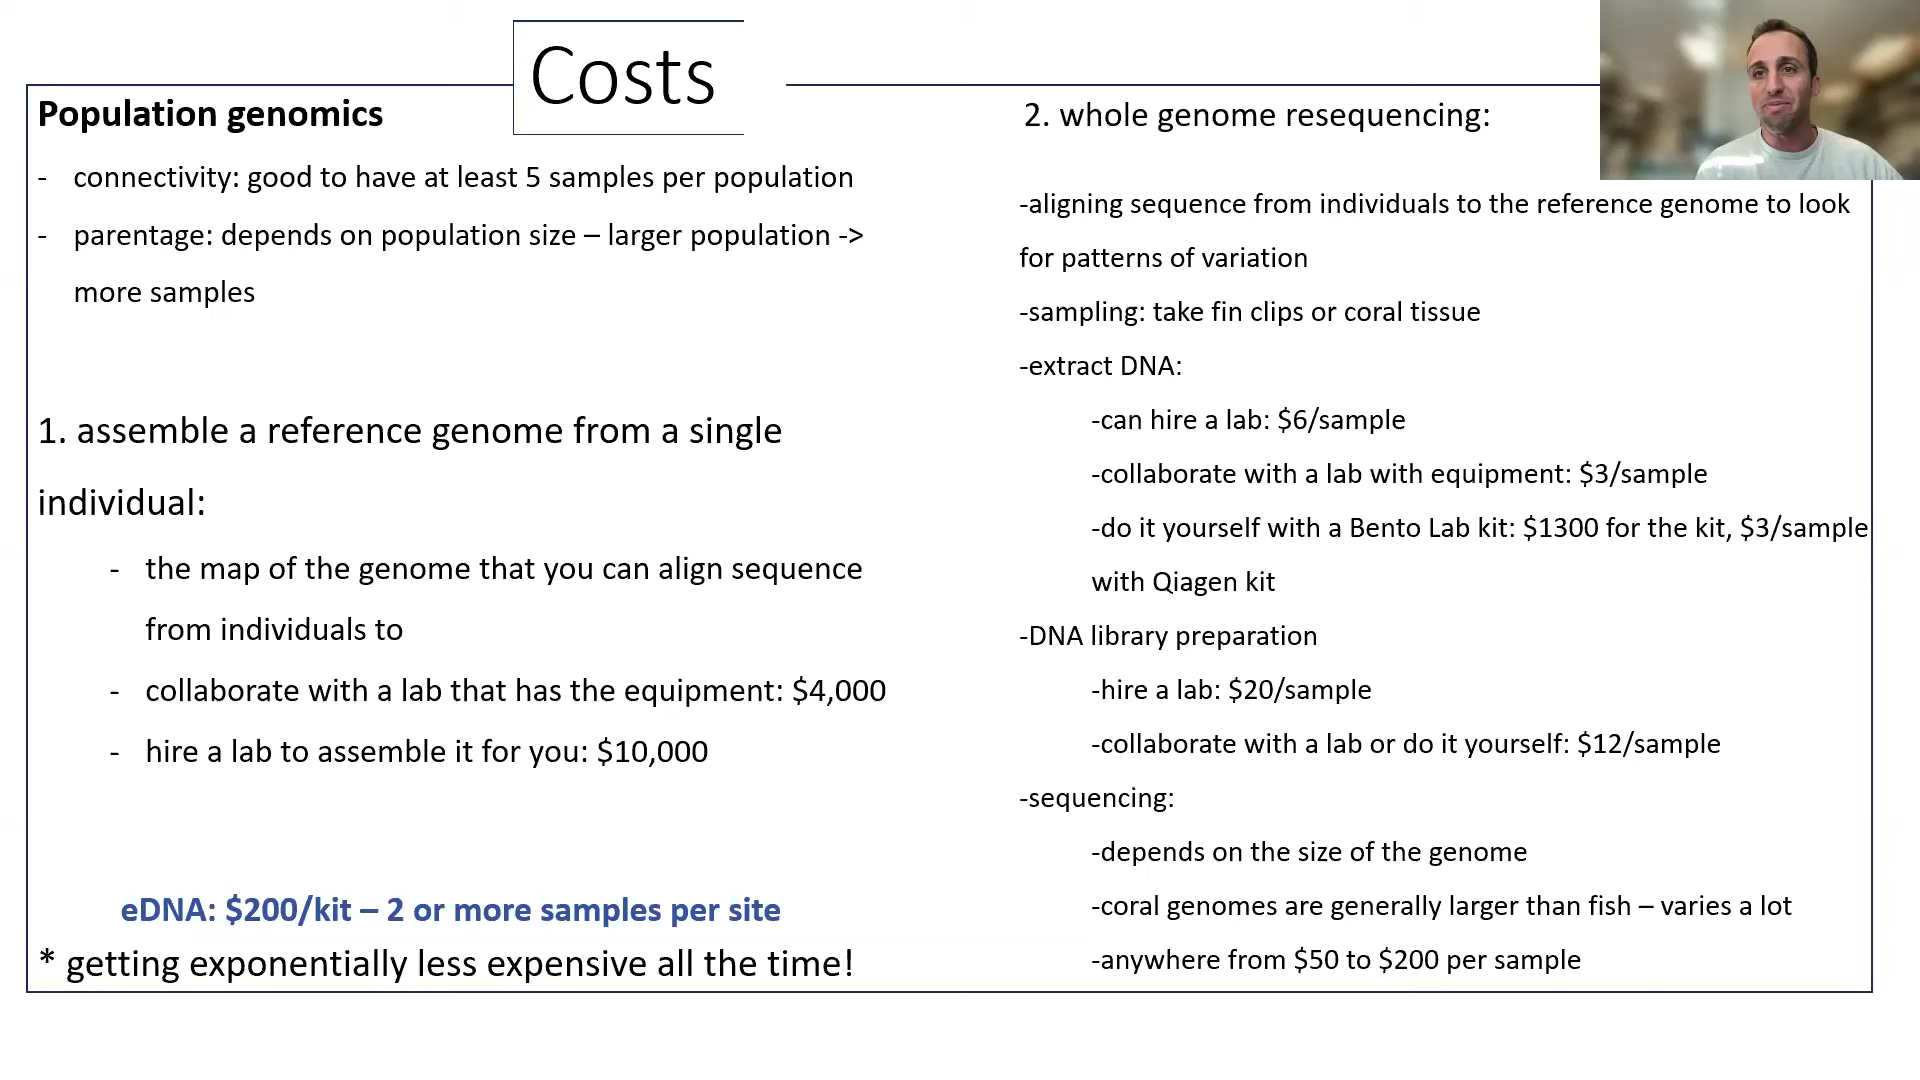 Costs
Population genomics
- connectivity: good to have at least 5 samples per population
- parentage: depends on population size – larger population ->
more samples
1. assemble a reference genome from a single
individual:
- the map of the genome that you can align sequence
from individuals to
- collaborate with a lab that has the equipment: $4,000
- hire a lab to assemble it for you: $10,000
eDNA: $200/kit – 2 or more samples per site
* getting exponentially less expensive all the time!
2. whole genome resequencing:
-aligning sequence from individuals to the reference genome to look
for patterns of variation
-sampling: take fin clips or coral tissue
-extract DNA:
-can hire a lab: $6/sample
-collaborate with a lab with equipment: $3/sample
-do it yourself with a Bento Lab kit: $1300 for the kit, $3/sample
with Qiagen kit
-DNA library preparation
-hire a lab: $20/sample
-collaborate with a lab or do it yourself: $12/sample
-sequencing:
-depends on the size of the genome
-coral genomes are generally larger than fish – varies a lot
-anywhere from $50 to $200 per sample